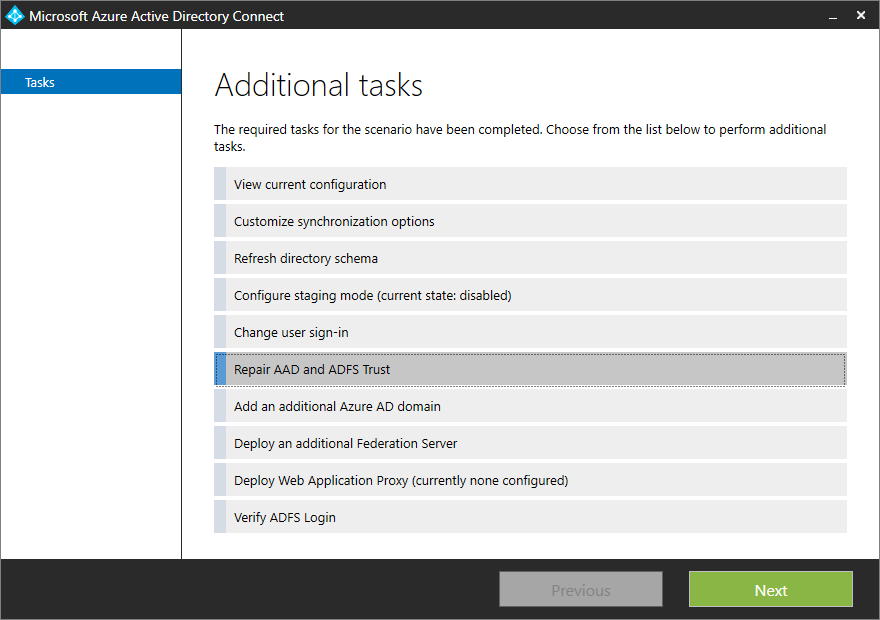 Microsoft Azure Active Directory Connect
Tasks
Additional tasks
The required tasks for the scenario have been completed. Choose from the list below to perform additional
tasks.
View current configuration
Customize synchronization options
Refresh directory schema
Configure staging mode (current state: disabled)
Change user sign-in
Repair AAD and ADFS Trust
Add an additional Azure AD domain
Deploy an additional Federation Server
Deploy Web Application Proxy (currently none configured)
Verify ADFS Login
Previous
Next